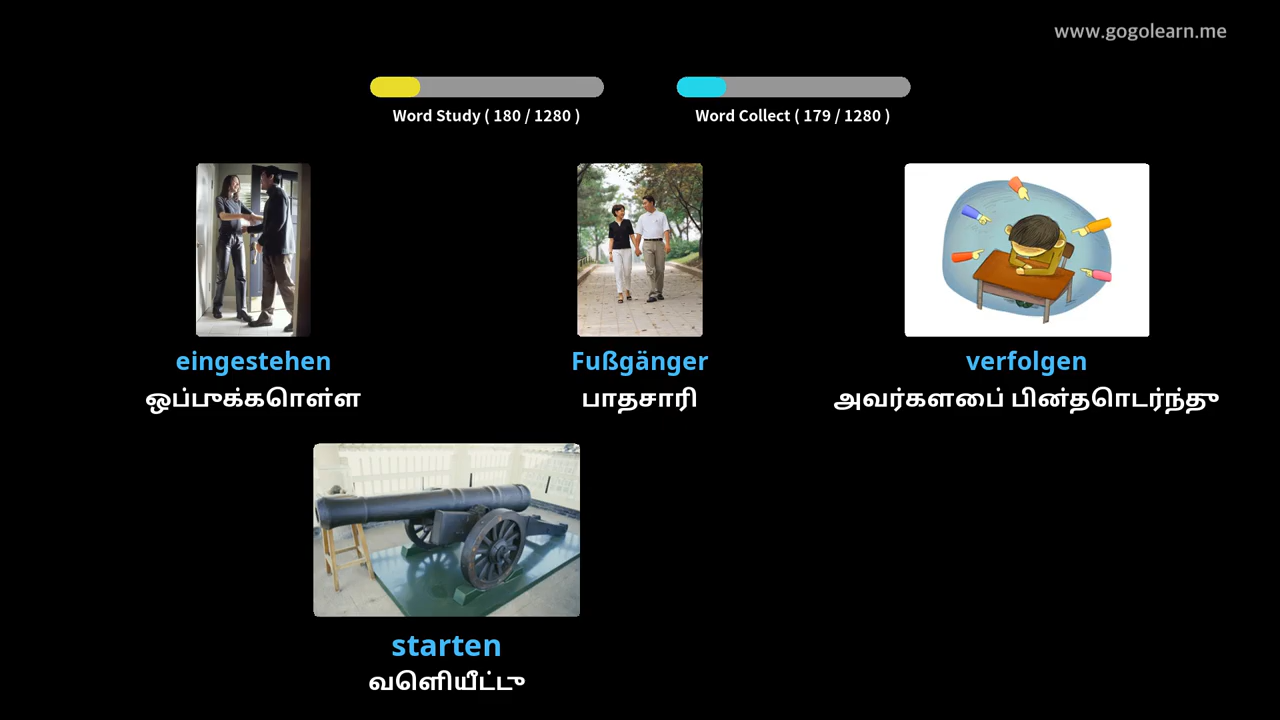 www.gogolearn.me
Word Study ( 180 / 1280 )
Word Collect ( 179 / 1280 )
eingestehen
ஒப்புக்கொள்ள
Fußgänger
பாதசாரி
verfolgen
அவர்களைப் பின்தொடர்ந்து
starten
வெளியீட்டு